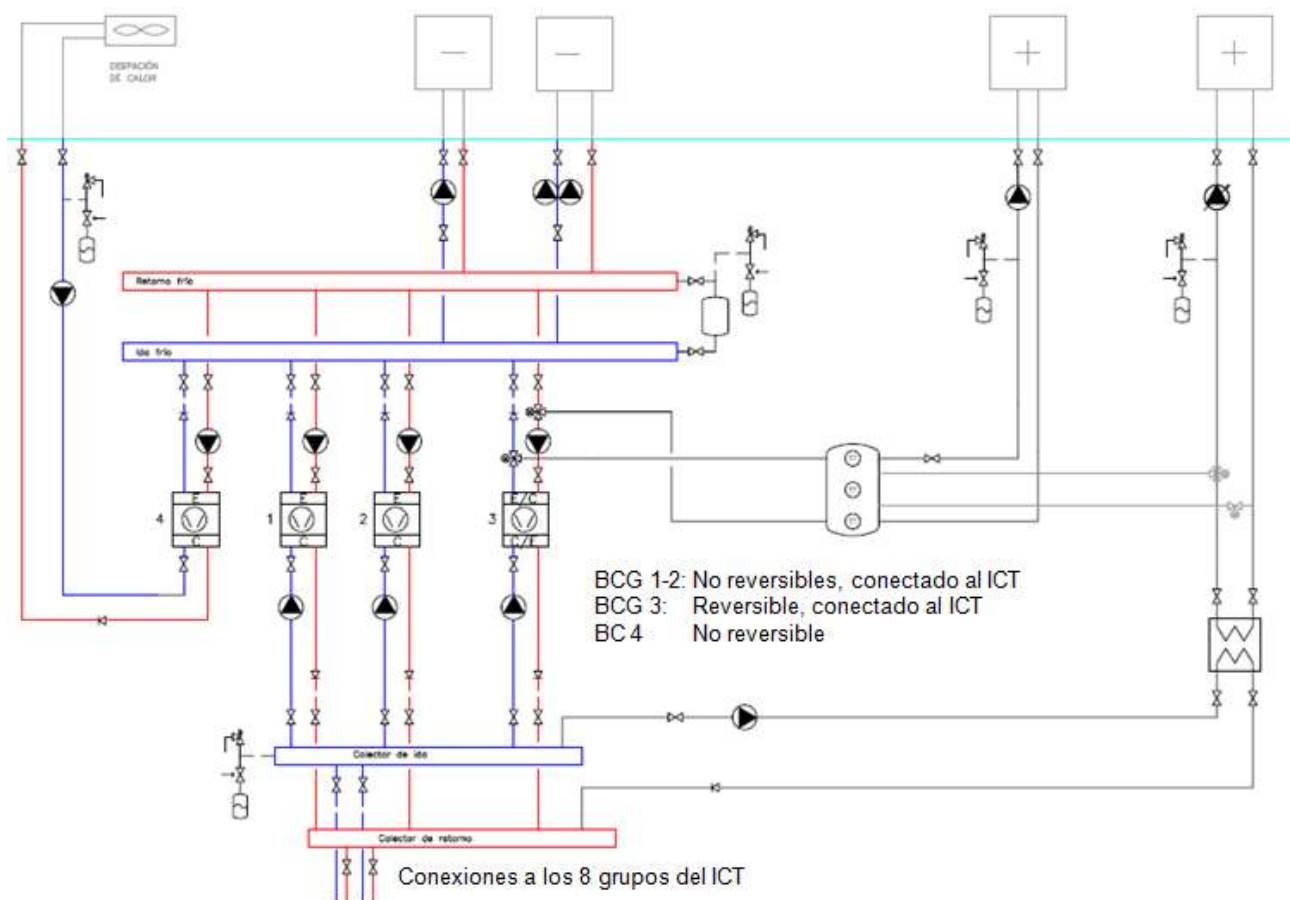 DISIPACIÓN
DE CALOR
Retorno frío
Ida frío
E
E
E
E/C
4
1
2
3
C
C
C
C/E
BCG 1-2: No reversibles, conectado al ICT
BCG 3: Reversible, conectado al ICT
BC 4 No reversible
Colector de ida
Colector de retorno
Conexiones a los 8 grupos del ICT